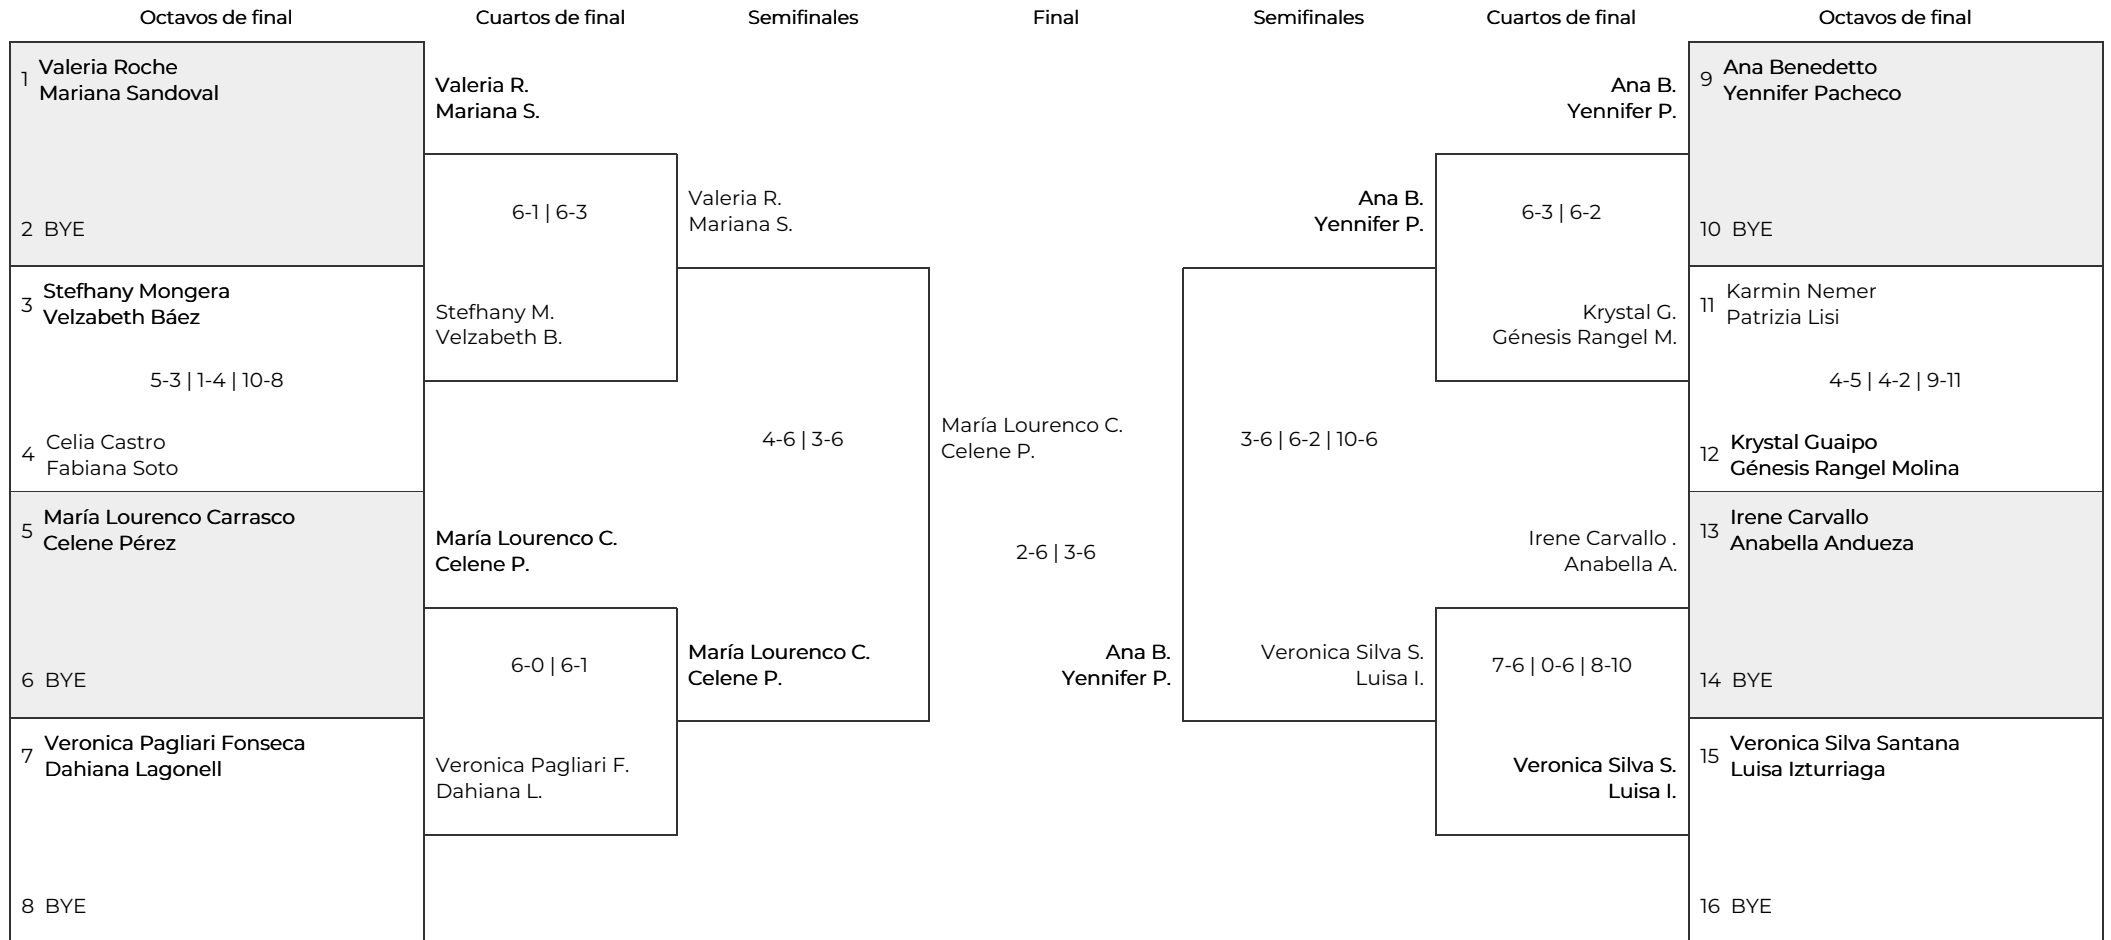 Octavos de final
Cuartos de final
Semifinales
Final
Semifinales
Cuartos de final
Octavos de final
1 Valeria Roche
Mariana Sandoval
2 BYE
3 Stefhany Mongera
Velzabeth Báez
5-3 | 1-4 | 10-8
4 Celia Castro
Fabiana Soto
5 María Lourenco Carrasco
Celene Pérez
6 BYE
7 Veronica Pagliari Fonseca
Dahiana Lagonell
8 BYE
Valeria R.
Mariana S.
6-1 | 6-3
Stefhany M.
Velzabeth B.
María Lourenco C.
Celene P.
6-0 | 6-1
Veronica Pagliari F.
Dahiana L.
Valeria R.
Mariana S.
4-6 | 3-6
María Lourenco C.
Celene P.
María Lourenco C.
Celene P.
2-6 | 3-6
Ana B.
Yennifer P.
Ana B.
Yennifer P.
3-6 | 6-2 | 10-6
Veronica Silva S.
Luisa I.
Ana B.
Yennifer P.
6-3 | 6-2
Krystal G.
Génesis Rangel M.
Irene Carvallo .
Anabella A.
7-6 | 0-6 | 8-10
Veronica Silva S.
Luisa I.
9 Ana Benedetto
Yennifer Pacheco
10 BYE
11 Karmin Nemer
Patrizia Lisi
4-5 | 4-2 | 9-11
12 Krystal Guaipo
Génesis Rangel Molina
13 Irene Carvallo
Anabella Andueza
14 BYE
15 Veronica Silva Santana
Luisa Izturriaga
16 BYE